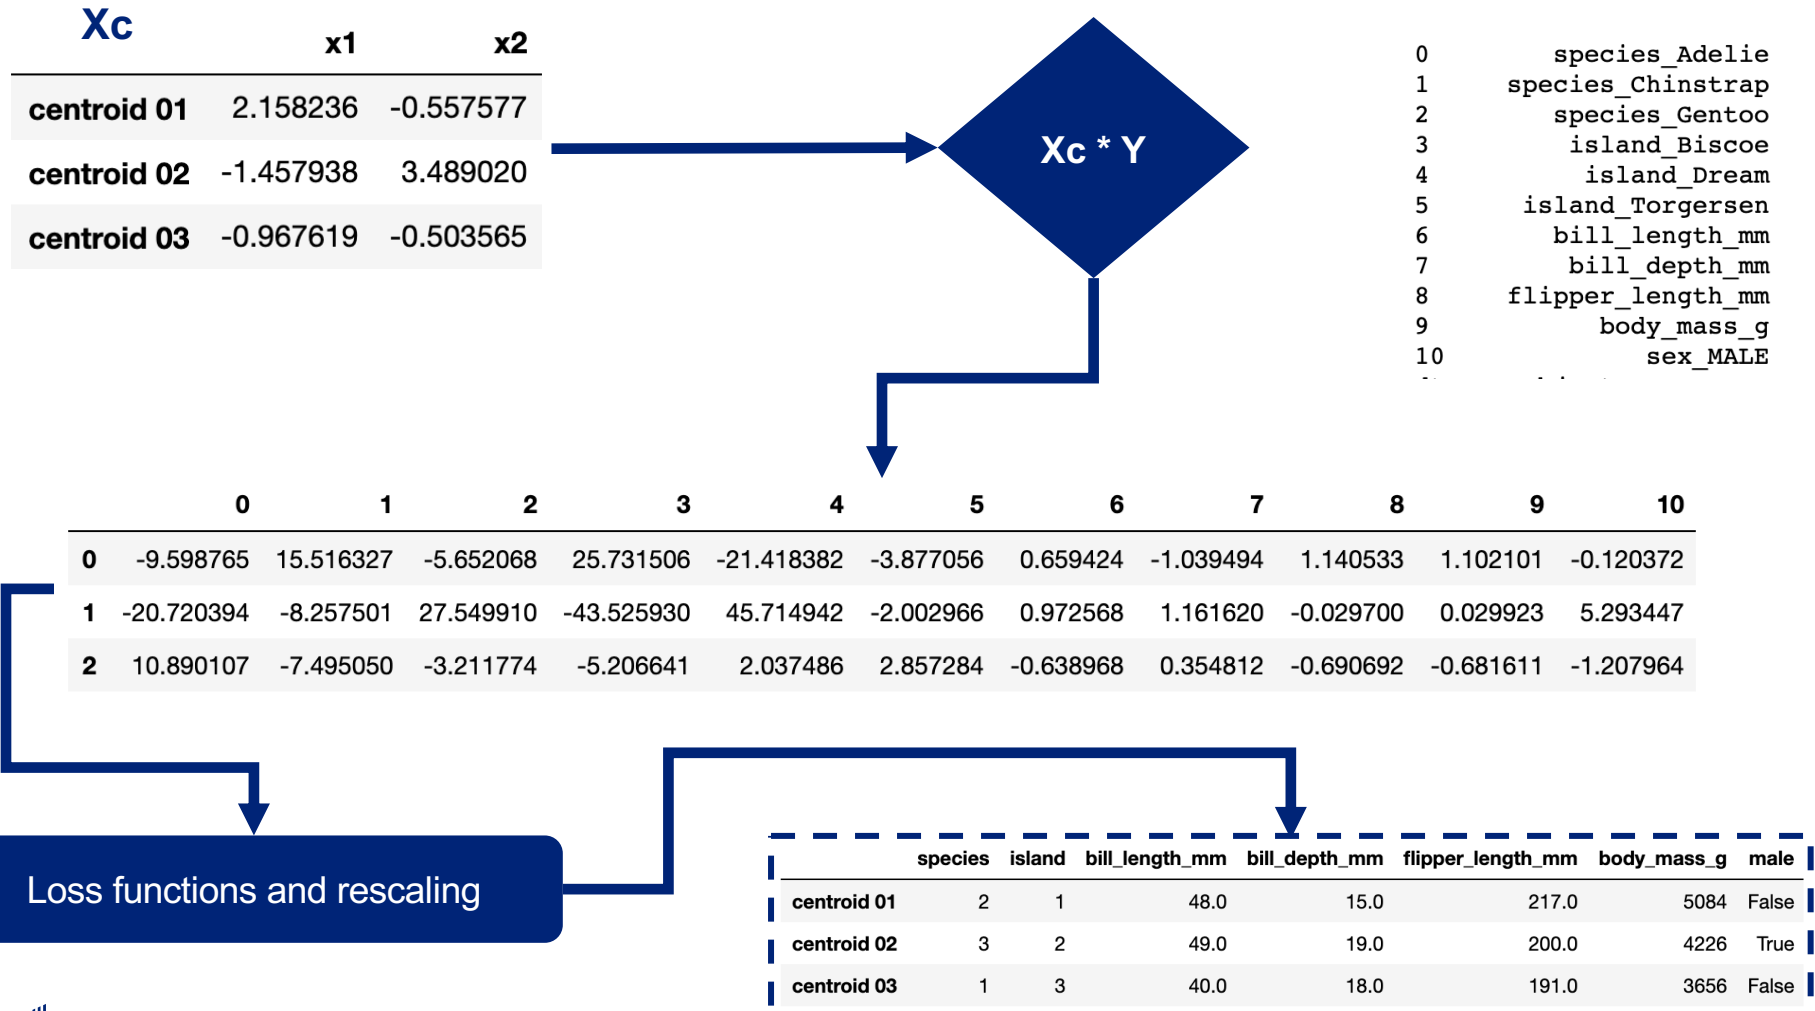 Xc
x1 x2
centroid 01 2.158236 -0.557577
centroid 02 -1.457938 3.489020
centroid 03 -0.967619 -0.503565
Xc * Y
0 species_Adelie
1 species_Chinstrap
2 species_Gentoo
3 island_Biscoe
4 island_Dream
5 island_Torgersen
6 bill_length_mm
7 bill_depth_mm
8 flipper_length_mm
9 body_mass_g
10 sex_MALE
0 1 2 3 4 5 6 7 8 9 10
0 -9.598765 15.516327 -5.652068 25.731506 -21.418382 -3.877056 0.659424 -1.039494 1.140533 1.102101 -0.120372
1 -20.720394 -8.257501 27.549910 -43.525930 45.714942 -2.002966 0.972568 1.161620 -0.029700 0.029923 5.293447
2 10.890107 -7.495050 -3.211774 -5.206641 2.037486 2.857284 -0.638968 0.354812 -0.690692 -0.681611 -1.207964
Loss functions and rescaling
species island bill_length_mm bill_depth_mm flipper_length_mm body_mass_g male
centroid 01 2 1 48.0 15.0 217.0 5084 False
centroid 02 3 2 49.0 19.0 200.0 4226 True
centroid 03 1 3 40.0 18.0 191.0 3656 False